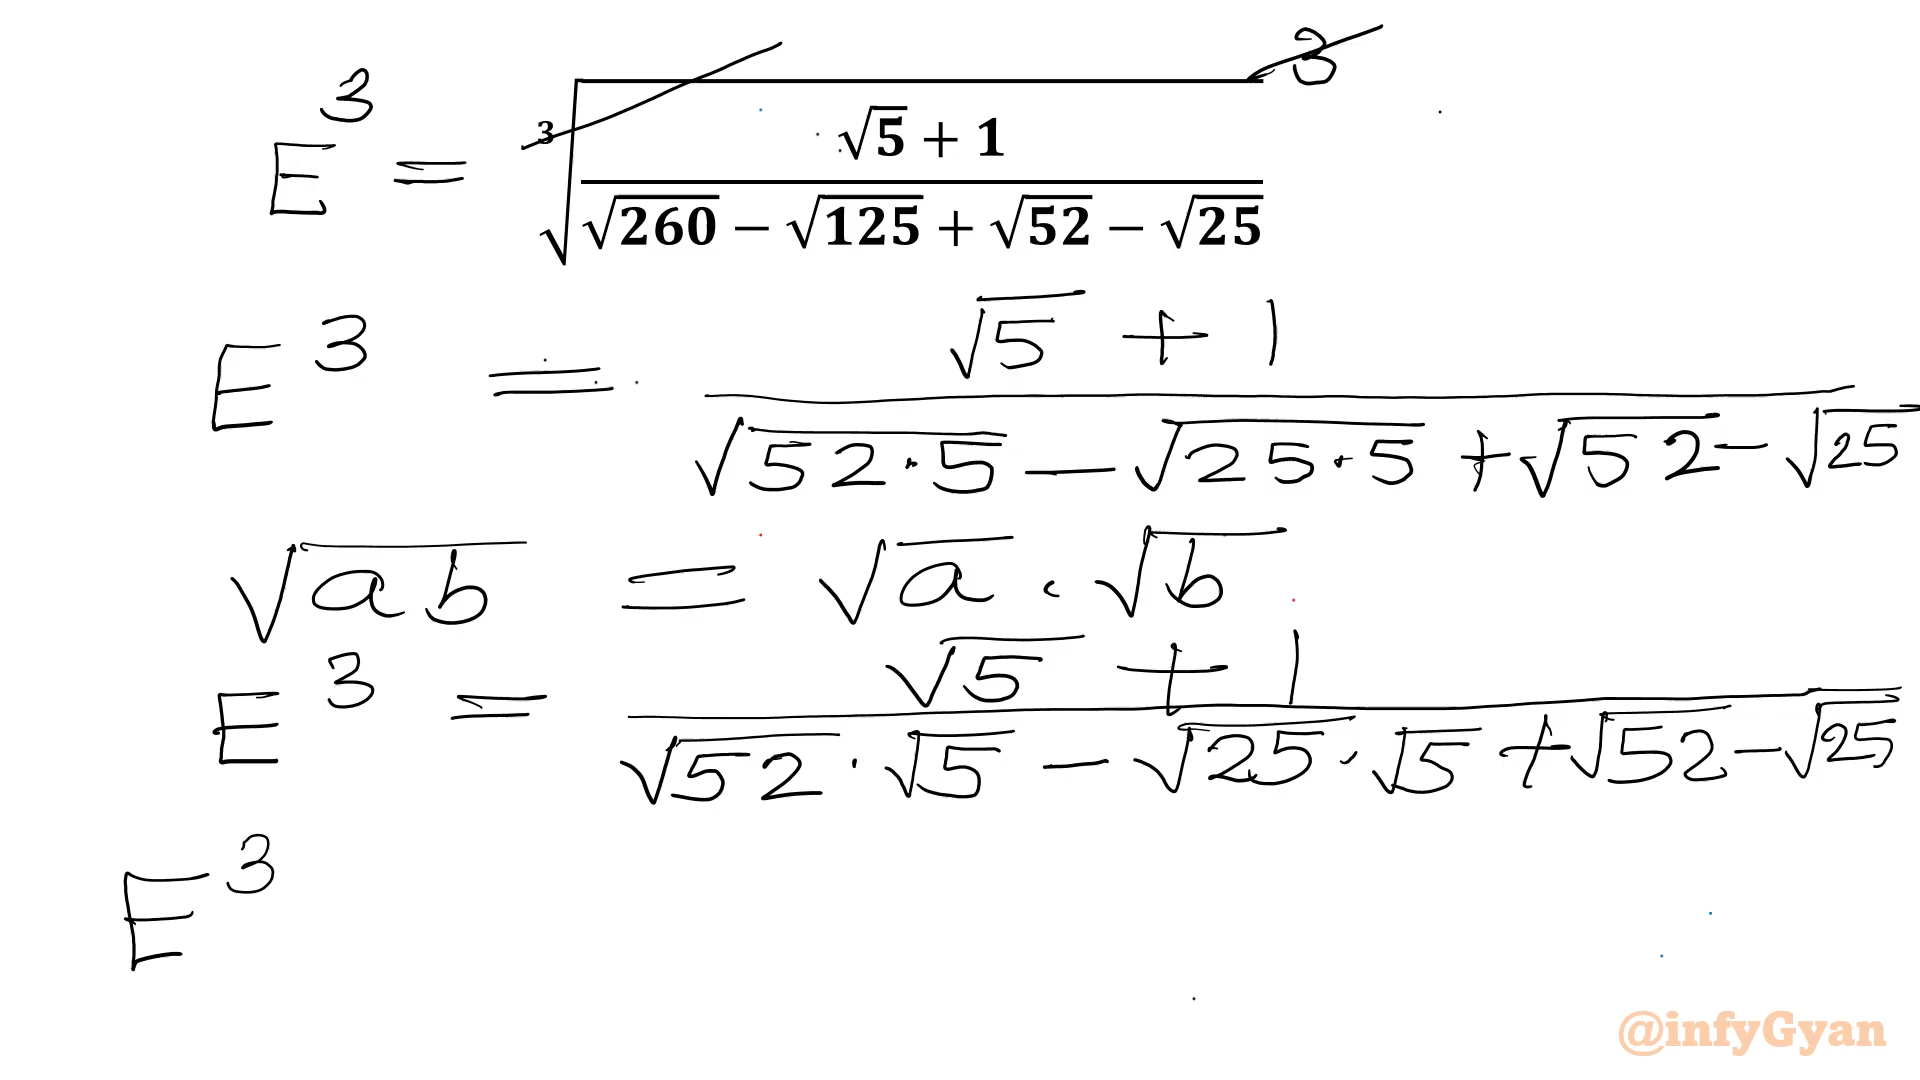 E³ = ∛((√5 + 1)/(√260 − √125 + √52 − √25))³
E³ = (√5 + 1)/(√(52·5) − √(25·5) + √52 − √25)
√(ab) = √a · √b
E³ = (√5 + 1)/(√52 · √5 − √25 · √5 + √52 − √25)
E³
@infyGyan